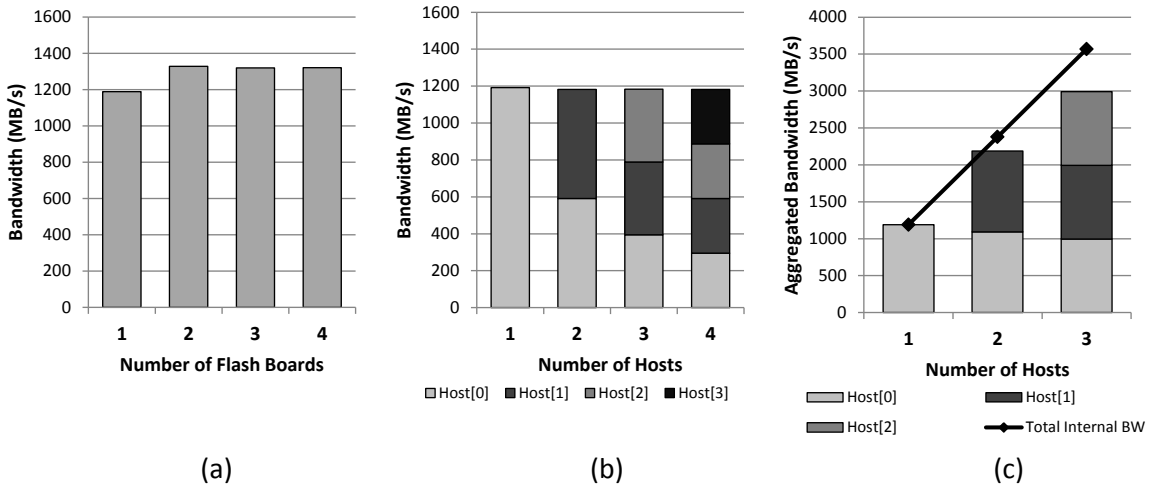 1600
1400
1200
1000
800
600
400
200
0
Bandwidth (MB/s)
1 2 3 4
Number of Flash Boards
(a)
1600
1400
1200
1000
800
600
400
200
0
Bandwidth (MB/s)
1 2 3 4
Number of Hosts
Host[0] Host[1] Host[2] Host[3]
(b)
4000
3500
3000
2500
2000
1500
1000
500
0
Aggregated Bandwidth (MB/s)
1 2 3
Number of Hosts
Host[0] Host[1]
Host[2] Total Internal BW
(c)